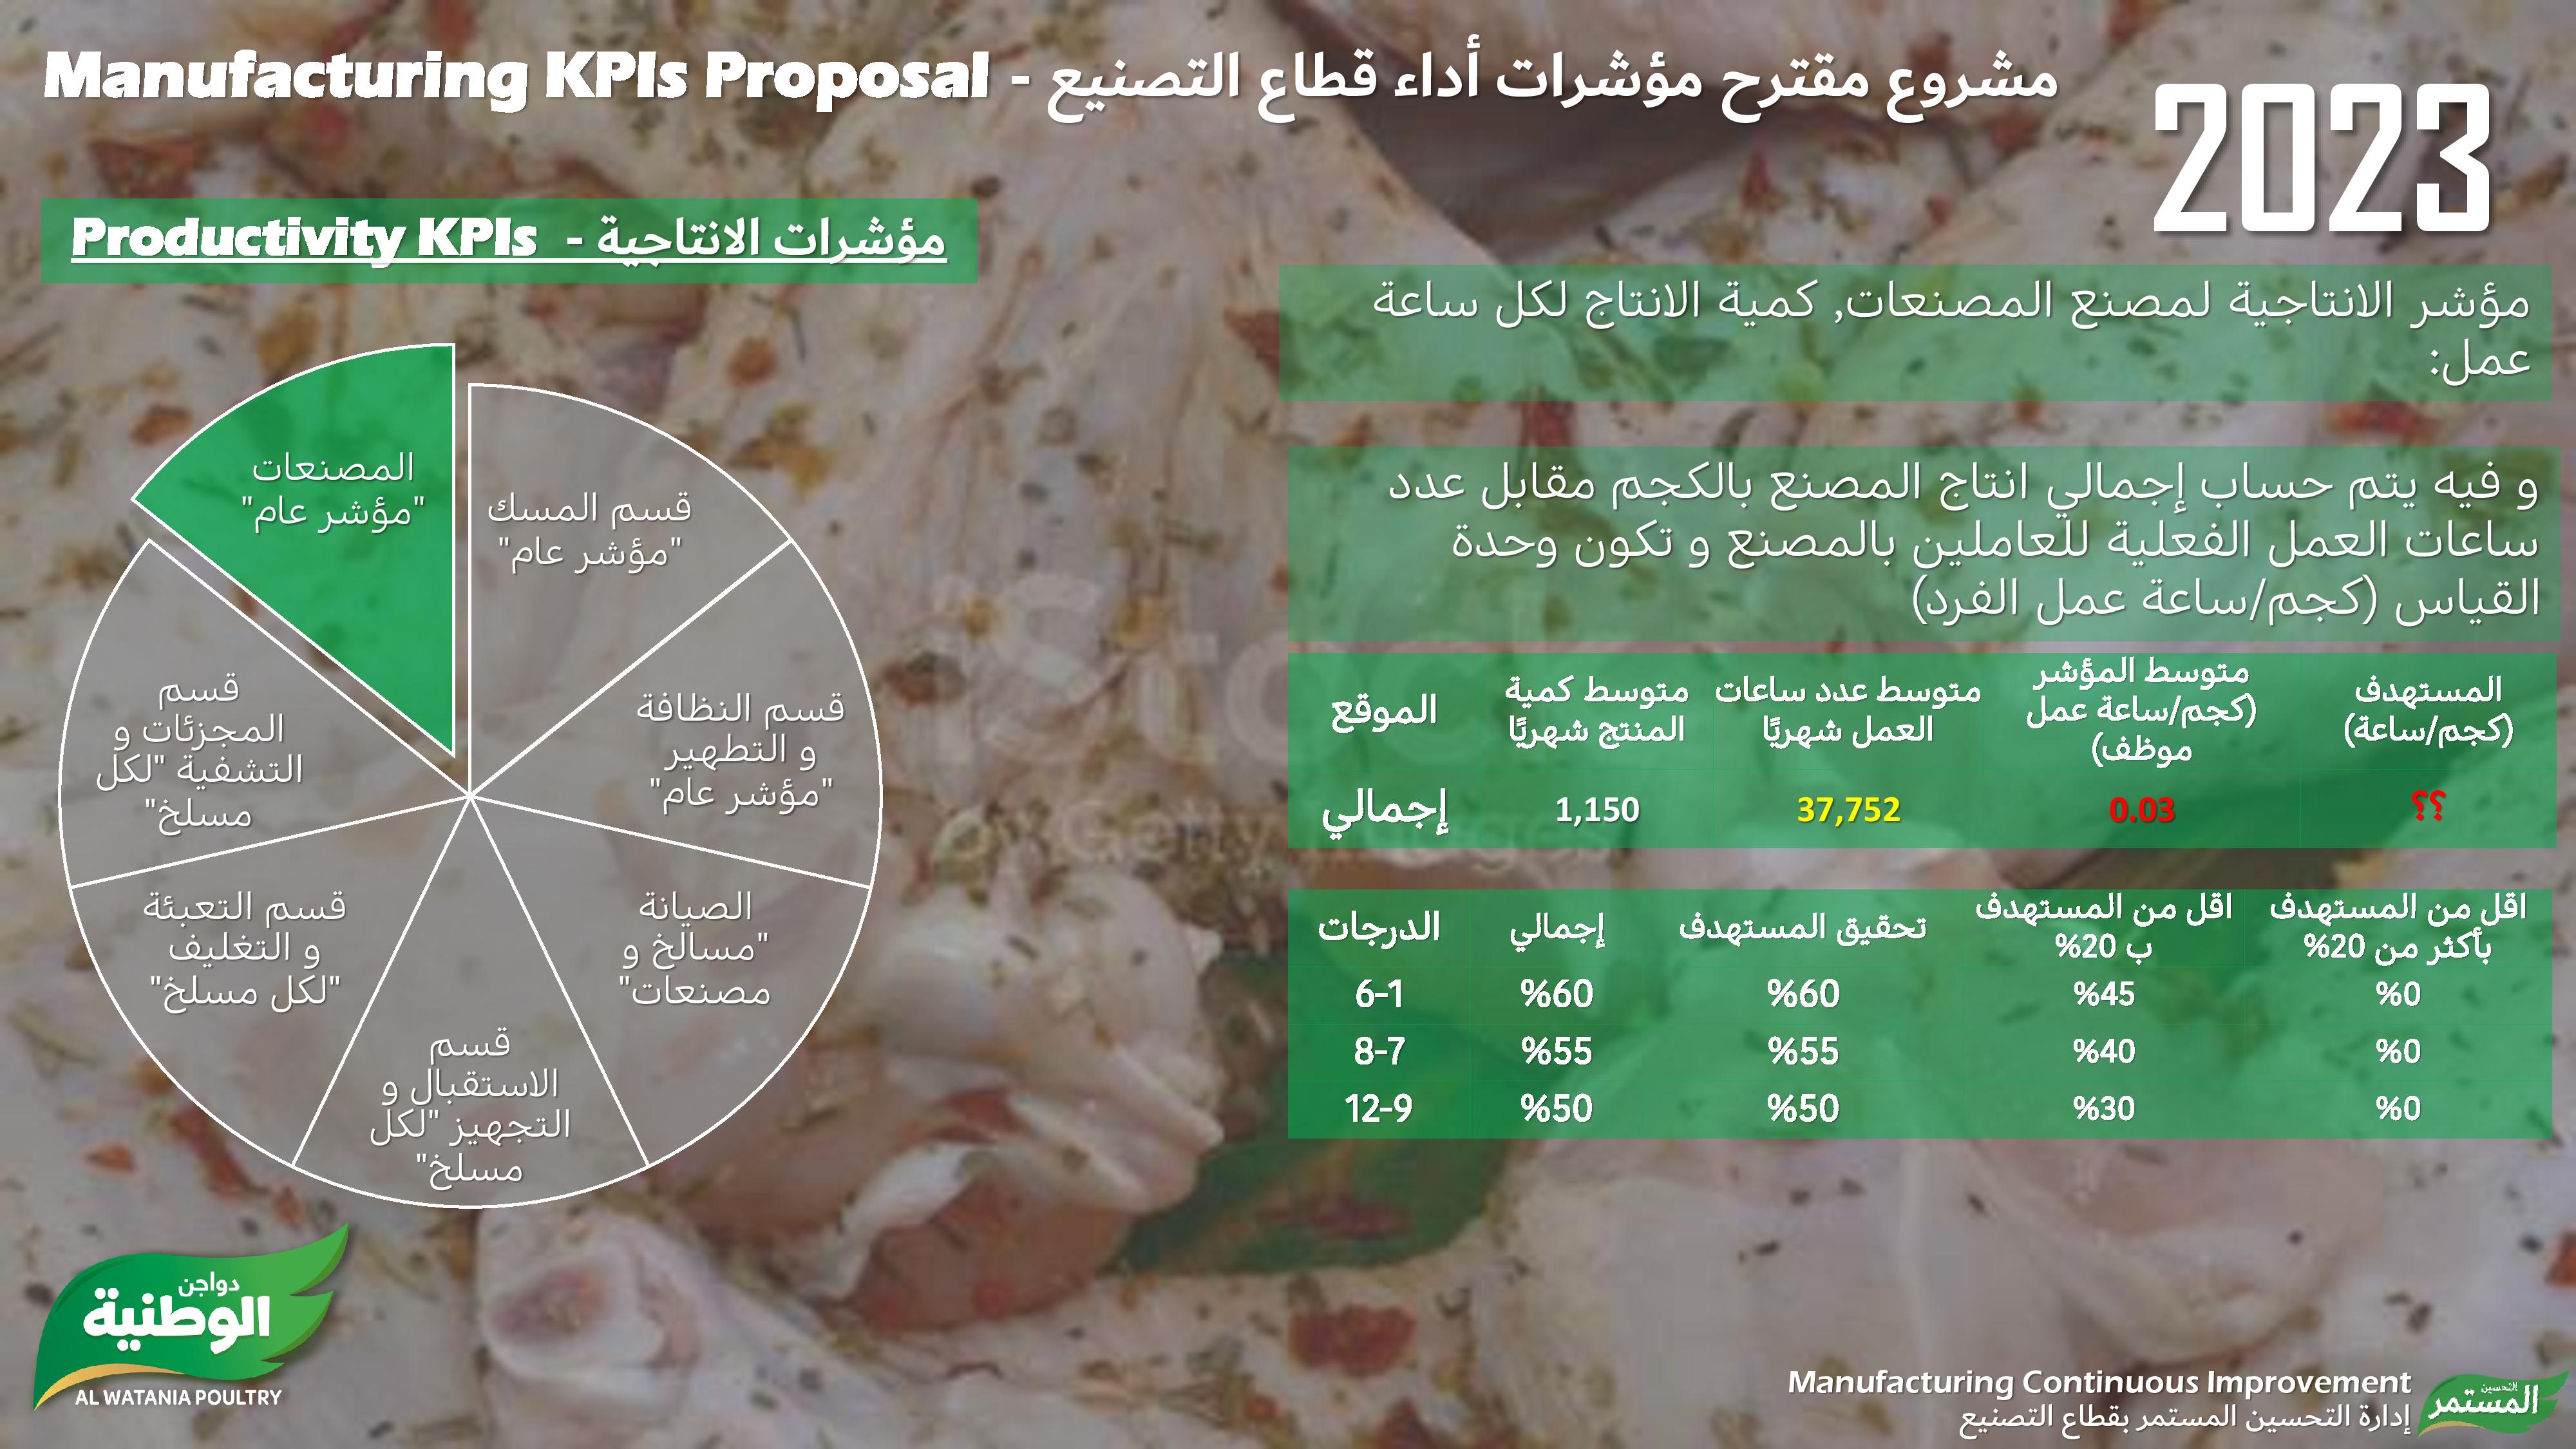 مشروع مقترح مؤشرات أداء قطاع التصنيع - Manufacturing KPIs Proposal
2023
مؤشرات الانتاجية - Productivity KPIs
مؤشر الانتاجية لمصنع المصنعات, كمية الانتاج لكل ساعة
عمل:
و فيه يتم حساب إجمالي انتاج المصنع بالكجم مقابل عدد
ساعات العمل الفعلية للعاملين بالمصنع و تكون وحدة
القياس (كجم/ساعة عمل الفرد)
الموقع
متوسط كمية
المنتج شهريًا
متوسط عدد ساعات
العمل شهريًا
متوسط المؤشر
(كجم/ساعة عمل
موظف)
المستهدف
(كجم/ساعة)
إجمالي 1,150 37,752 0.03 ؟؟
الدرجات
إجمالي
تحقيق المستهدف
اقل من المستهدف
ب 20%
اقل من المستهدف
بأكثر من 20%
6-1 %60 %60 %45 %0
8-7 %55 %55 %40 %0
12-9 %50 %50 %30 %0
المصنعات
"مؤشر عام"
قسم المسك
"مؤشر عام"
قسم النظافة
و التطهير
"مؤشر عام"
الصيانة
"مسالخ و
مصنعات"
قسم
الاستقبال و
التجهيز "لكل
مسلخ"
قسم التعبئة
و التغليف
"لكل مسلخ"
قسم
المجزئات و
التشفية "لكل
مسلخ"
دواجن
الوطنية
AL WATANIA POULTRY
Manufacturing Continuous Improvement
إدارة التحسين المستمر بقطاع التصنيع
التحسين
المستمر